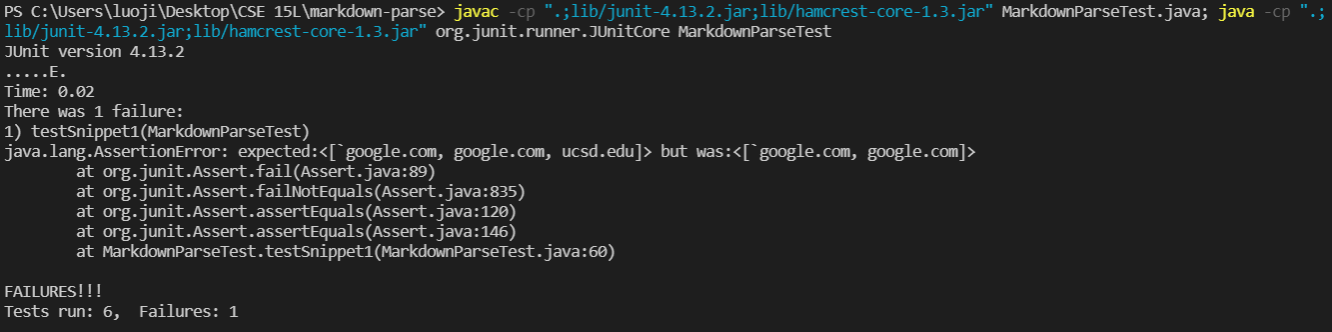 PS C:\Users\luoji\Desktop\CSE 15L\markdown-parse> javac -cp ".;lib/junit-4.13.2.jar;lib/hamcrest-core-1.3.jar" MarkdownParseTest.java; java -cp ".;
lib/junit-4.13.2.jar;lib/hamcrest-core-1.3.jar" org.junit.runner.JUnitCore MarkdownParseTest
JUnit version 4.13.2
.....E.
Time: 0.02
There was 1 failure:
1) testSnippet1(MarkdownParseTest)
java.lang.AssertionError: expected:<[`google.com, google.com, ucsd.edu]> but was:<[`google.com, google.com]>
        at org.junit.Assert.fail(Assert.java:89)
        at org.junit.Assert.failNotEquals(Assert.java:835)
        at org.junit.Assert.assertEquals(Assert.java:120)
        at org.junit.Assert.assertEquals(Assert.java:146)
        at MarkdownParseTest.testSnippet1(MarkdownParseTest.java:60)

FAILURES!!!
Tests run: 6,  Failures: 1